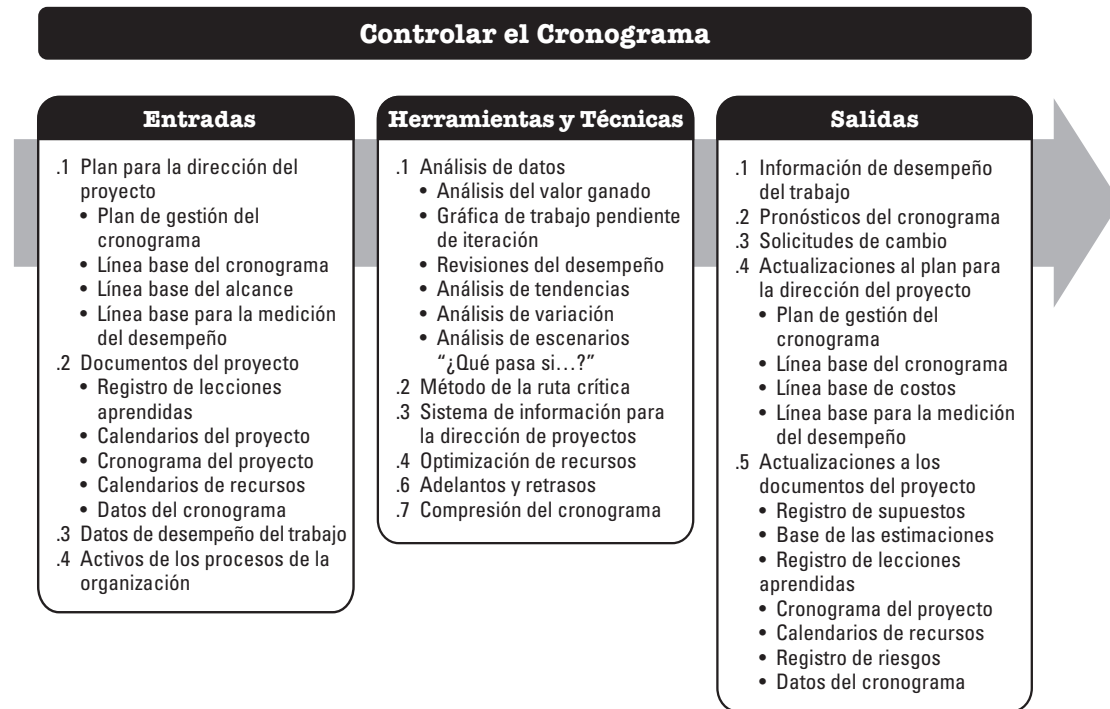 Controlar el Cronograma
Entradas
.1 Plan para la dirección del
proyecto
• Plan de gestión del
cronograma
• Línea base del cronograma
• Línea base del alcance
• Línea base para la medición
del desempeño
.2 Documentos del proyecto
• Registro de lecciones
aprendidas
• Calendarios del proyecto
• Cronograma del proyecto
• Calendarios de recursos
• Datos del cronograma
.3 Datos de desempeño del trabajo
.4 Activos de los procesos de la
organización
Herramientas y Técnicas
.1 Análisis de datos
• Análisis del valor ganado
• Gráfica de trabajo pendiente
de iteración
• Revisiones del desempeño
• Análisis de tendencias
• Análisis de variación
• Análisis de escenarios
“¿Qué pasa si…?”
.2 Método de la ruta crítica
.3 Sistema de información para
la dirección de proyectos
.4 Optimización de recursos
.6 Adelantos y retrasos
.7 Compresión del cronograma
Salidas
.1 Información de desempeño
del trabajo
.2 Pronósticos del cronograma
.3 Solicitudes de cambio
.4 Actualizaciones al plan para
la dirección del proyecto
• Plan de gestión del
cronograma
• Línea base del cronograma
• Línea base de costos
• Línea base para la medición
del desempeño
.5 Actualizaciones a los
documentos del proyecto
• Registro de supuestos
• Base de las estimaciones
• Registro de lecciones
aprendidas
• Cronograma del proyecto
• Calendarios de recursos
• Registro de riesgos
• Datos del cronograma